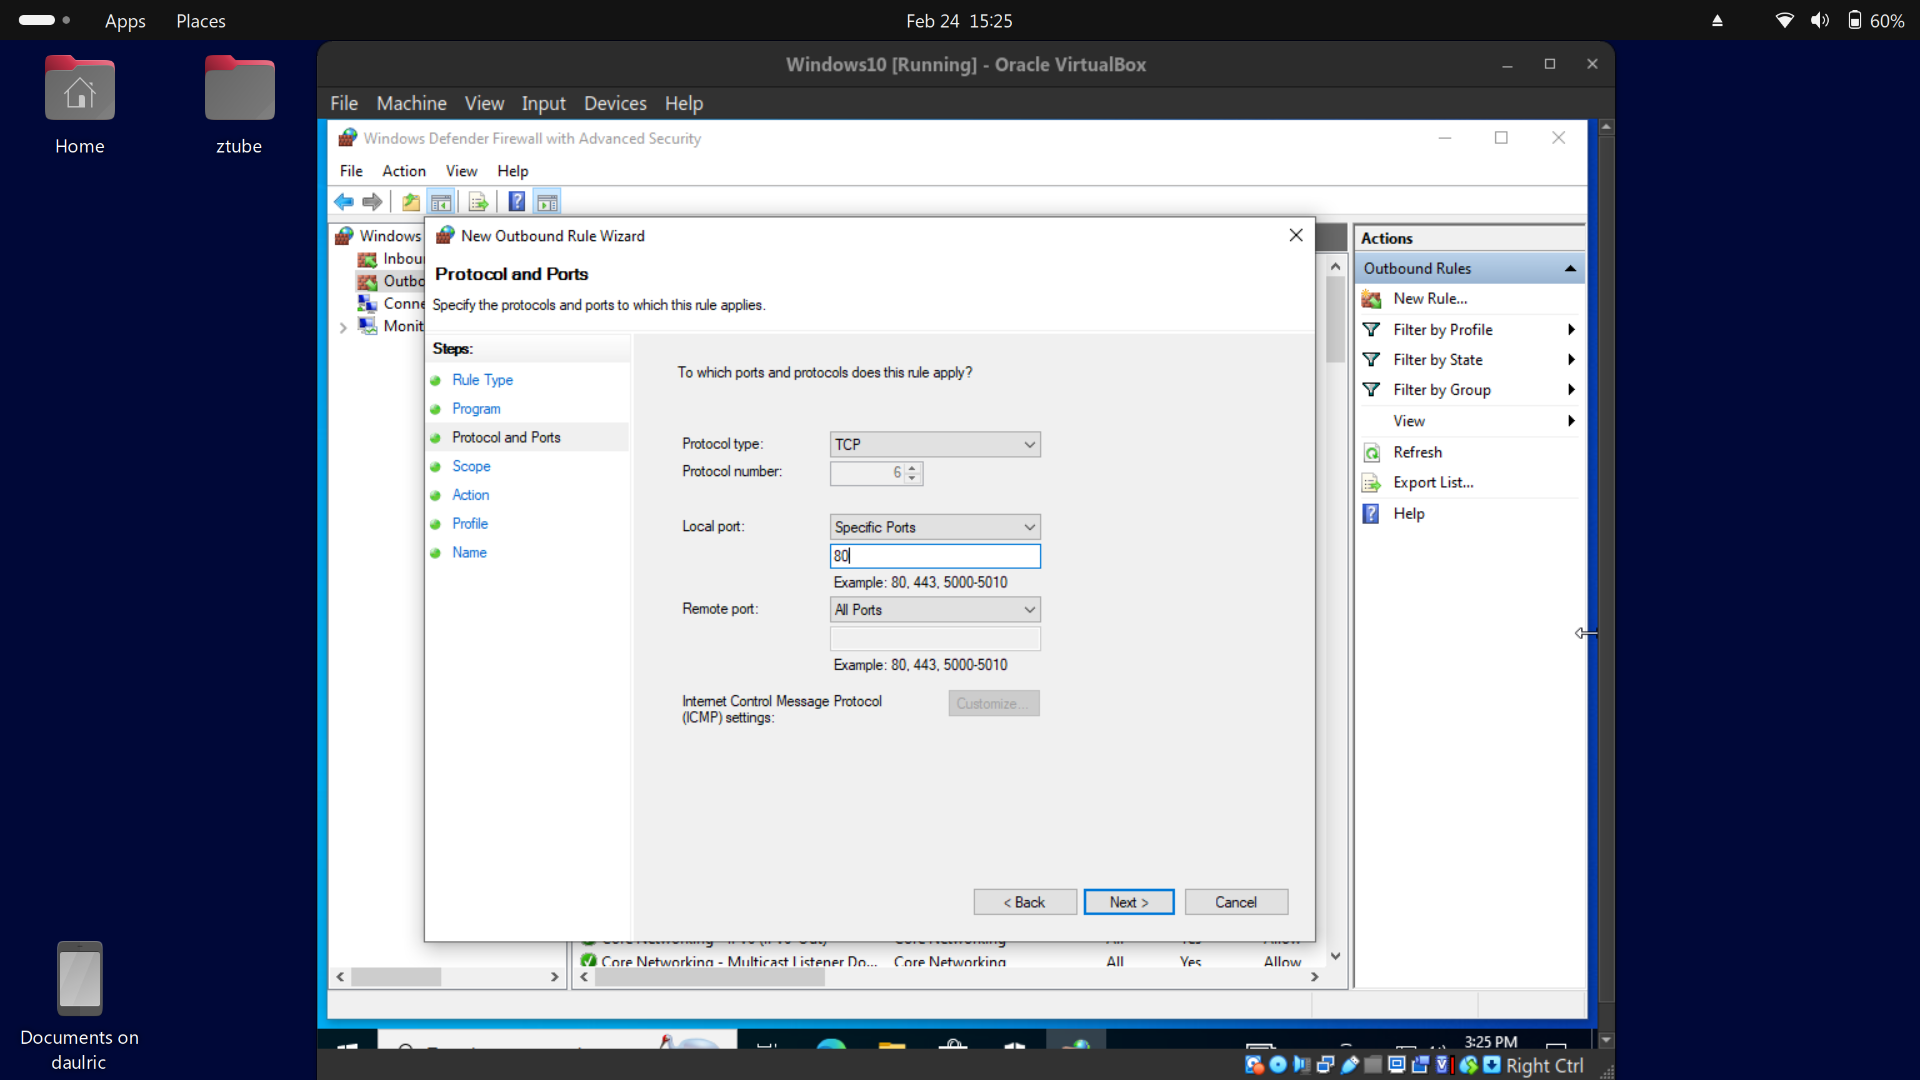 Apps Places Feb 24 15:25 60%
Home
ztube
Documents on
daulric
Windows10 [Running] - Oracle VirtualBox
File Machine View Input Devices Help
Windows Defender Firewall with Advanced Security
File Action View Help
Windows
Inbou
Outbo
Conne
Monit
New Outbound Rule Wizard
Protocol and Ports
Specify the protocols and ports to which this rule applies.
Steps:
Rule Type
Program
Protocol and Ports
Scope
Action
Profile
Name
To which ports and protocols does this rule apply?
Protocol type: TCP
Protocol number: 6
Local port: Specific Ports
80
Example: 80, 443, 5000-5010
Remote port: All Ports
Example: 80, 443, 5000-5010
Internet Control Message Protocol
(ICMP) settings:
Customize...
< Back Next > Cancel
Core Networking - Multicast Listener Do... Core Networking All Yes Allow
Actions
Outbound Rules
New Rule...
Filter by Profile
Filter by State
Filter by Group
View
Refresh
Export List...
Help
3:25 PM
Right Ctrl